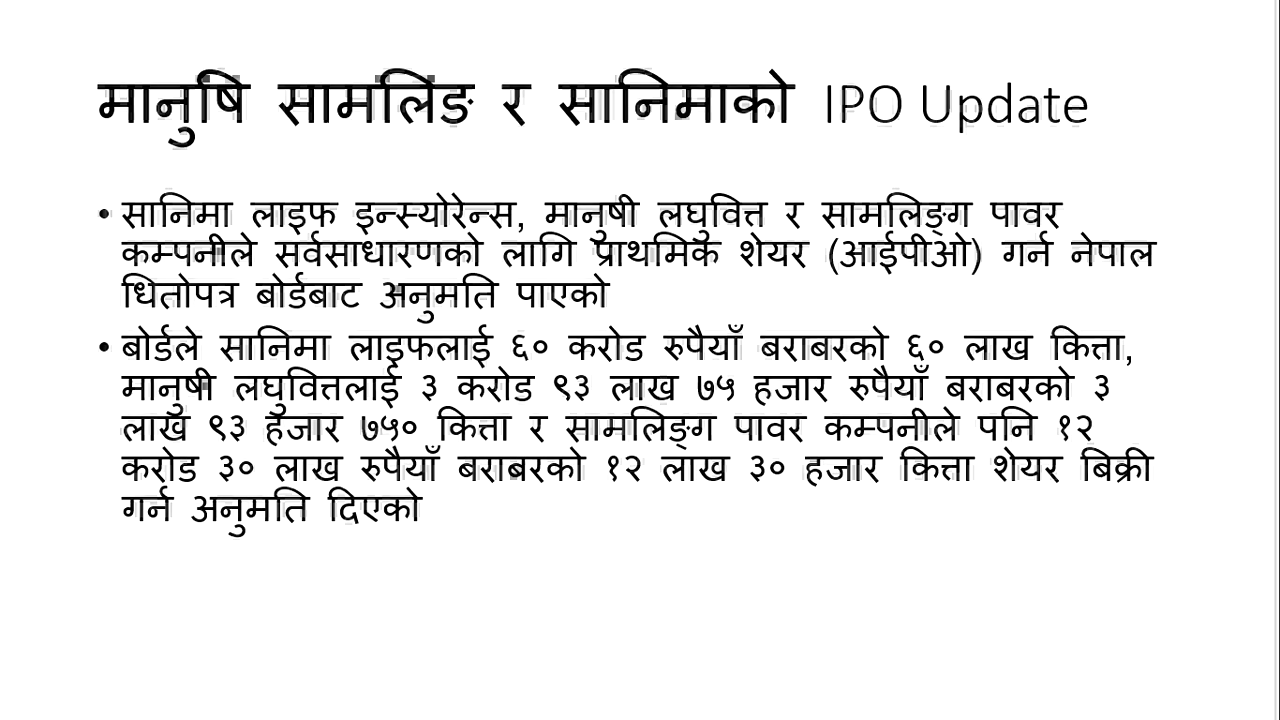 मानुषि सामलिङ र सानिमाको IPO Update
• सानिमा लाइफ इन्स्योरेन्स, मानुषी लघुवित्त र सामलिङ्ग पावर
कम्पनीले सर्वसाधारणको लागि प्राथमिक शेयर (आईपीओ) गर्न नेपाल
धितोपत्र बोर्डबाट अनुमति पाएको
• बोर्डले सानिमा लाइफलाई ६० करोड रुपैयाँ बराबरको ६० लाख कित्ता,
मानुषी लघुवित्तलाई ३ करोड ९३ लाख ७५ हजार रुपैयाँ बराबरको ३
लाख ९३ हजार ७५० कित्ता र सामलिङ्ग पावर कम्पनीले पनि १२
करोड ३० लाख रुपैयाँ बराबरको १२ लाख ३० हजार कित्ता शेयर बिक्री
गर्न अनुमति दिएको